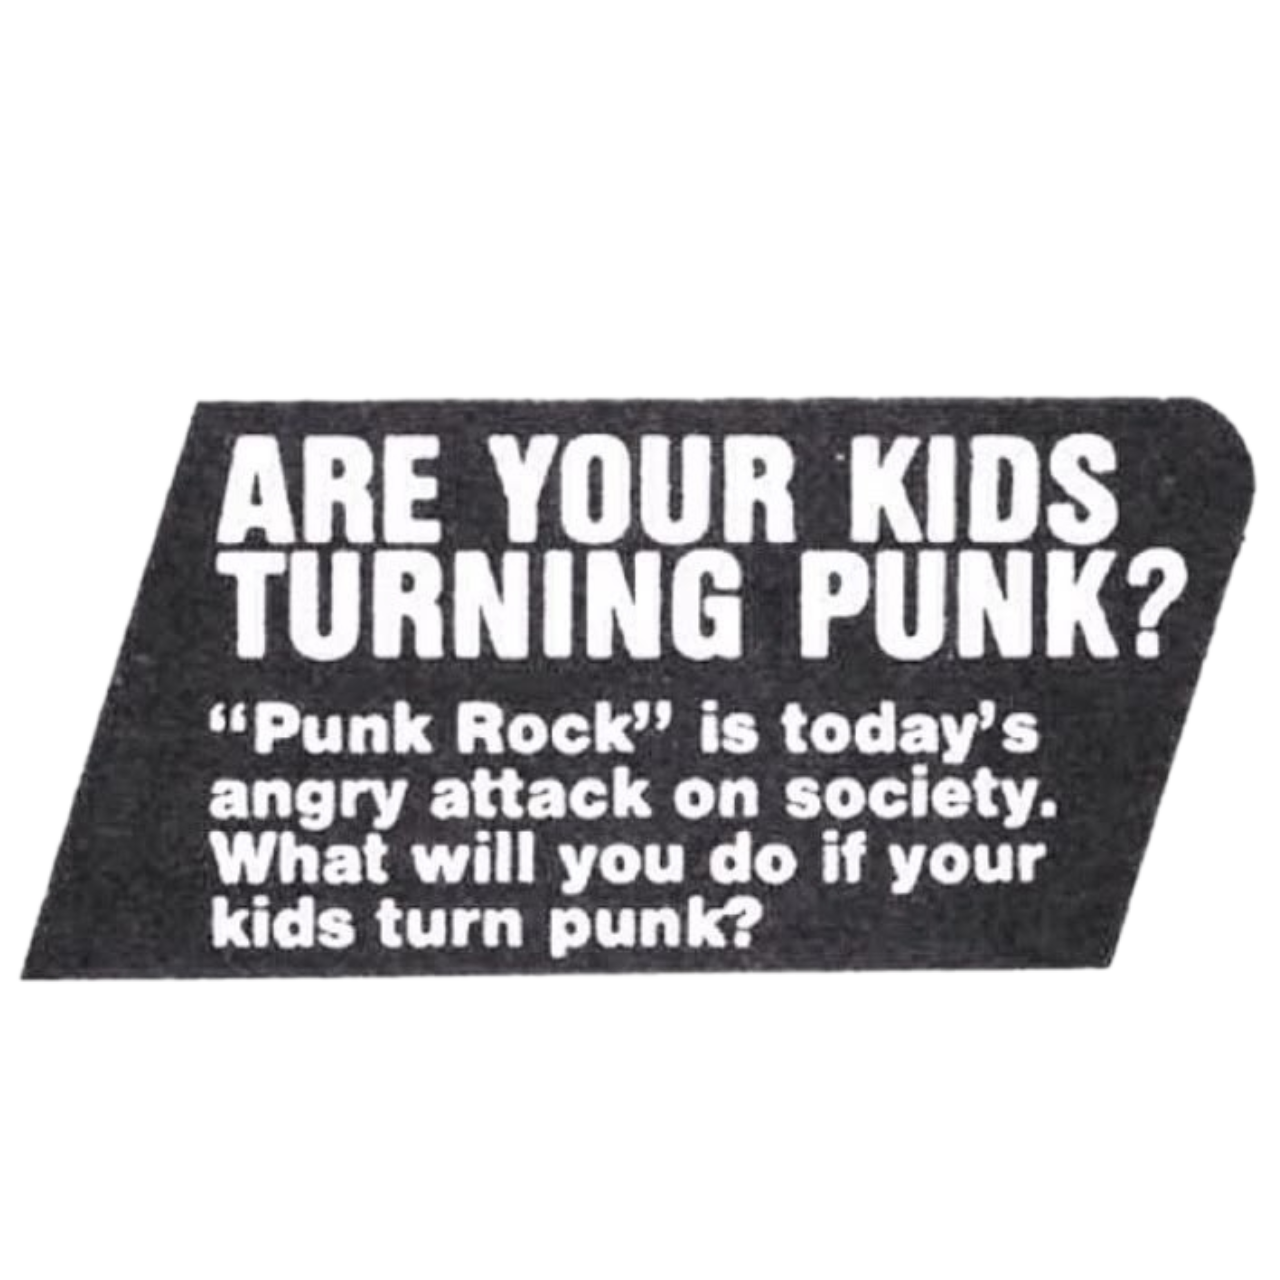 ARE YOUR KIDS
TURNING PUNK?
“Punk Rock” is today’s
angry attack on society.
What will you do if your
kids turn punk?